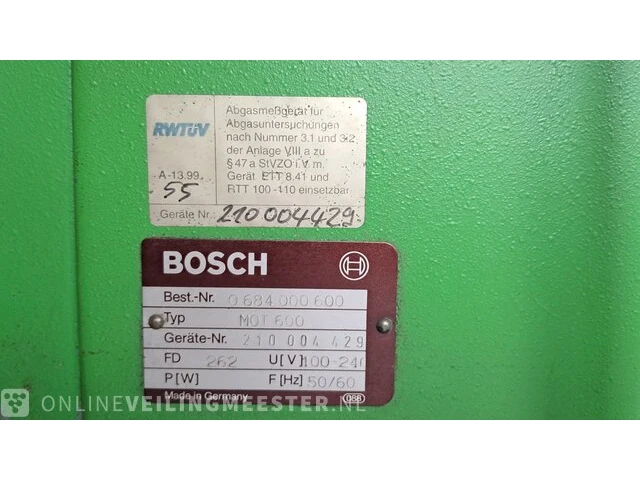 RWTÜV
Abgasmeßgerät für
Abgasuntersuchungen
nach Nummer 3.1 und 3.2
der Anlage VIII a zu
§ 47 a StVZO i.V m.
Gerät ETT 8.41 und
RTT 100-110 einsetzbar
A-13.99
55
Geräte Nr. 210 004429
BOSCH
Best.-Nr. 0 684 000 600
Typ MOT 600
Geräte-Nr. 210 004 429
FD 262 U[V] 100-240
P[W] F[Hz] 50/60
Made in Germany 088
ONLINEVEILINGMEESTER.NL